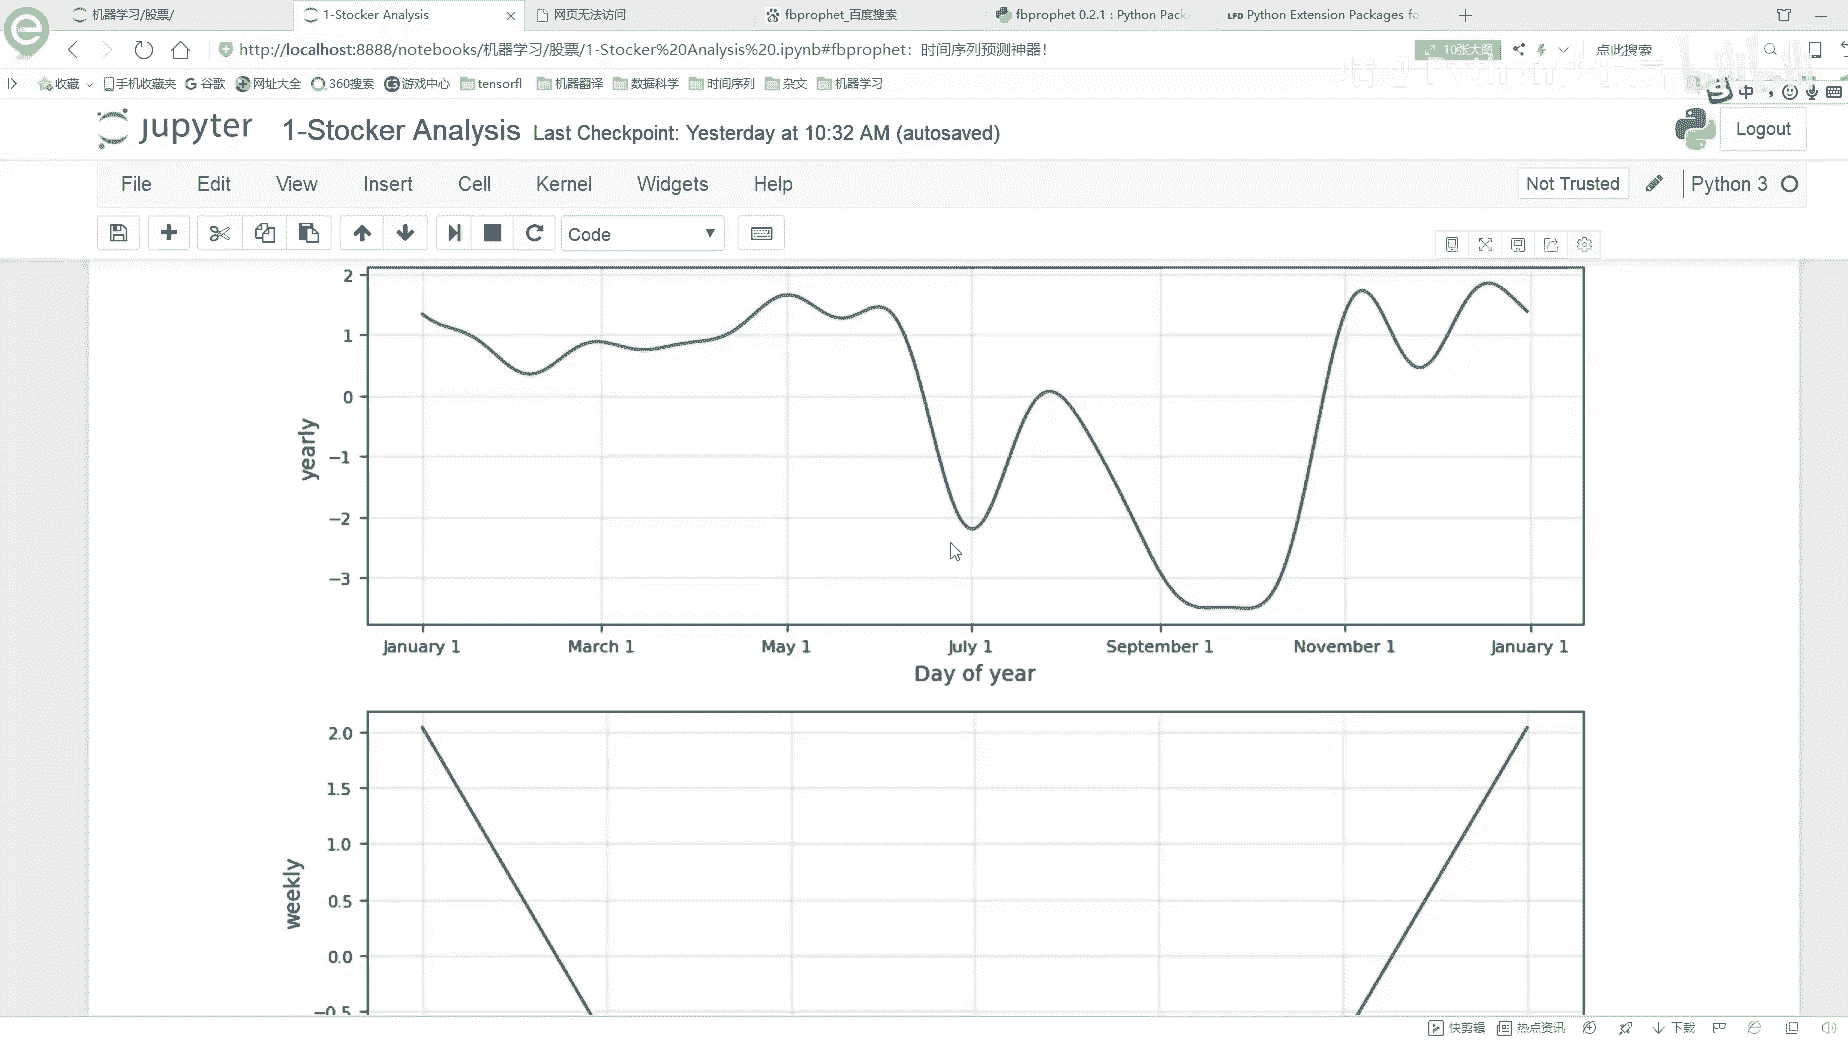 机器学习/股票/
1-Stocker Analysis
网页无法访问
fbprophet_百度搜索
fbprophet 0.2.1 : Python Pack
LFD Python Extension Packages fo
http://localhost:8888/notebooks/机器学习/股票/1-Stocker%20Analysis%20.ipynb#fbprophet：时间序列预测神器！
10张大图
点此搜索
收藏
手机收藏夹
谷歌
网址大全
360搜索
游戏中心
tensorfl
机器翻译
数据科学
时间序列
杂文
机器学习
中
jupyter
1-Stocker Analysis
Last Checkpoint: Yesterday at 10:32 AM (autosaved)
Logout
File Edit View Insert Cell Kernel Widgets Help
Not Trusted
Python 3
Code
2
1
0
−1
−2
−3
yearly
January 1 March 1 May 1 July 1 September 1 November 1 January 1
Day of year
2.0
1.5
1.0
0.5
0.0
−0.5
weekly
快剪辑
热点资讯
下载